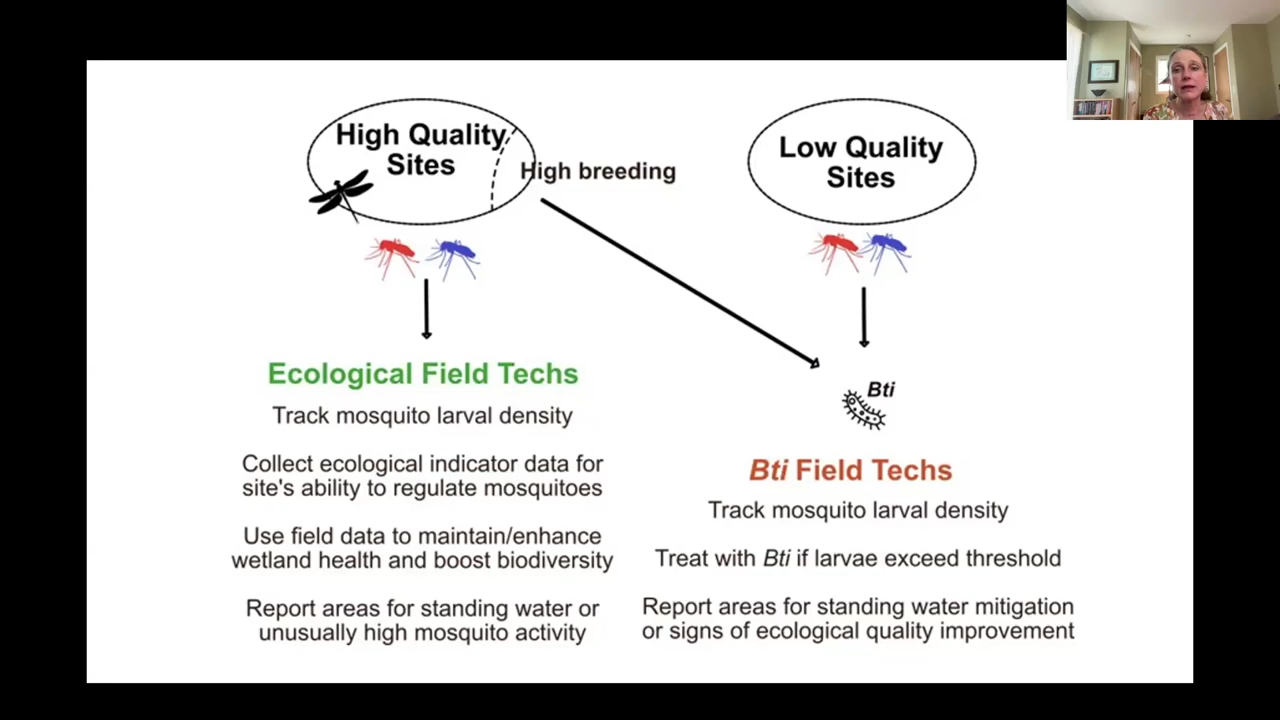 High Quality
Sites
High breeding
Low Quality
Sites
Ecological Field Techs
Track mosquito larval density
Collect ecological indicator data for
site's ability to regulate mosquitoes
Use field data to maintain/enhance
wetland health and boost biodiversity
Report areas for standing water or
unusually high mosquito activity
Bti
Bti Field Techs
Track mosquito larval density
Treat with Bti if larvae exceed threshold
Report areas for standing water mitigation
or signs of ecological quality improvement